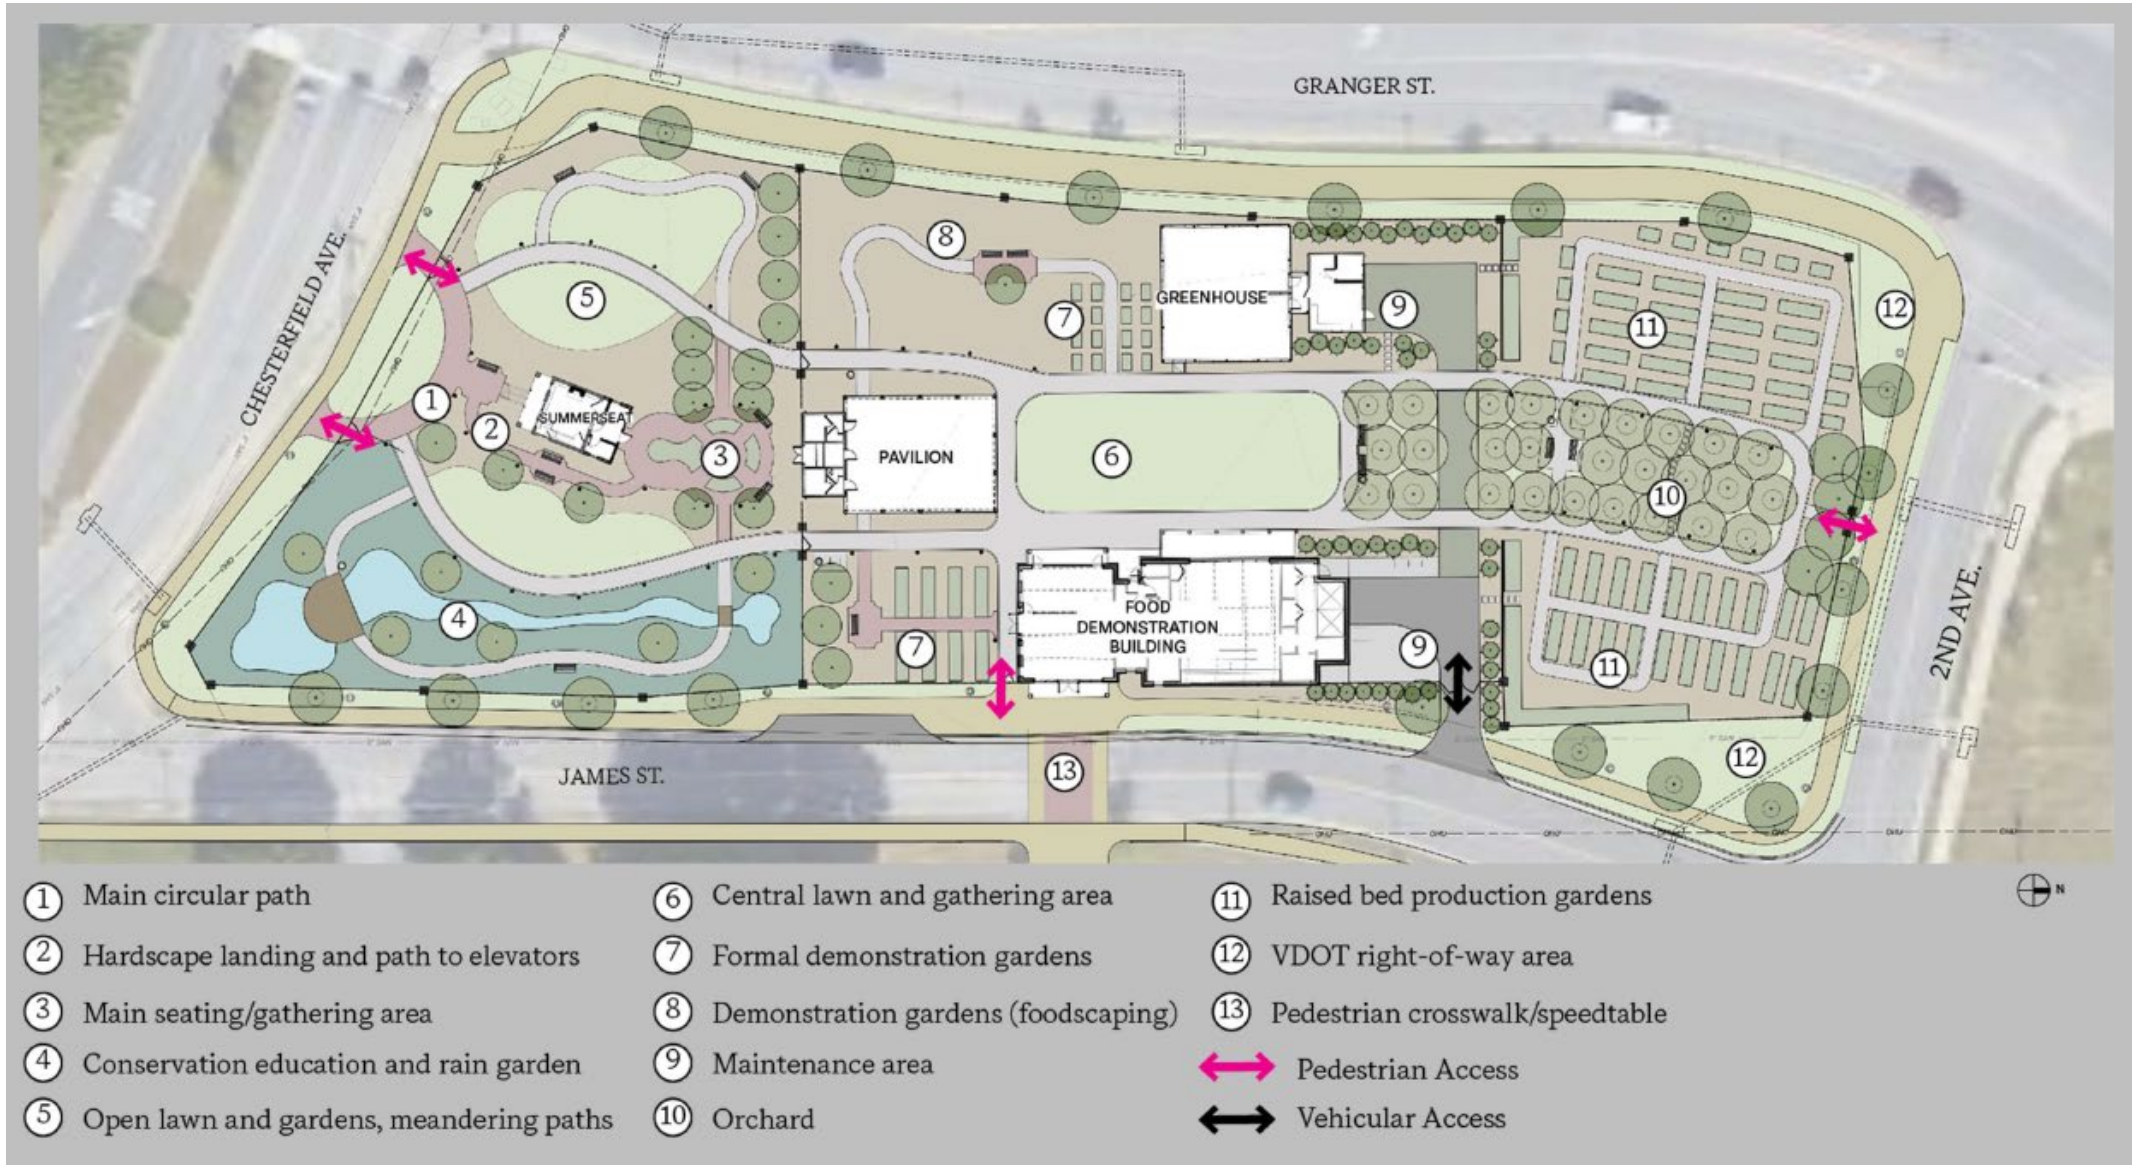 GRANGER ST.
CHESTERFIELD AVE.
8
12
5
7
GREENHOUSE
9
11
1
2
SUMMERSEAT
3
PAVILION
6
10
4
FOOD
DEMONSTRATION
BUILDING
7
9
11
2ND AVE.
12
JAMES ST.
13
OHU
OHU
OHU
OHU
OHU
1 Main circular path
2 Hardscape landing and path to elevators
3 Main seating/gathering area
4 Conservation education and rain garden
5 Open lawn and gardens, meandering paths
6 Central lawn and gathering area
7 Formal demonstration gardens
8 Demonstration gardens (foodscaping)
9 Maintenance area
10 Orchard
11 Raised bed production gardens
12 VDOT right-of-way area
13 Pedestrian crosswalk/speedtable
Pedestrian Access
Vehicular Access
N